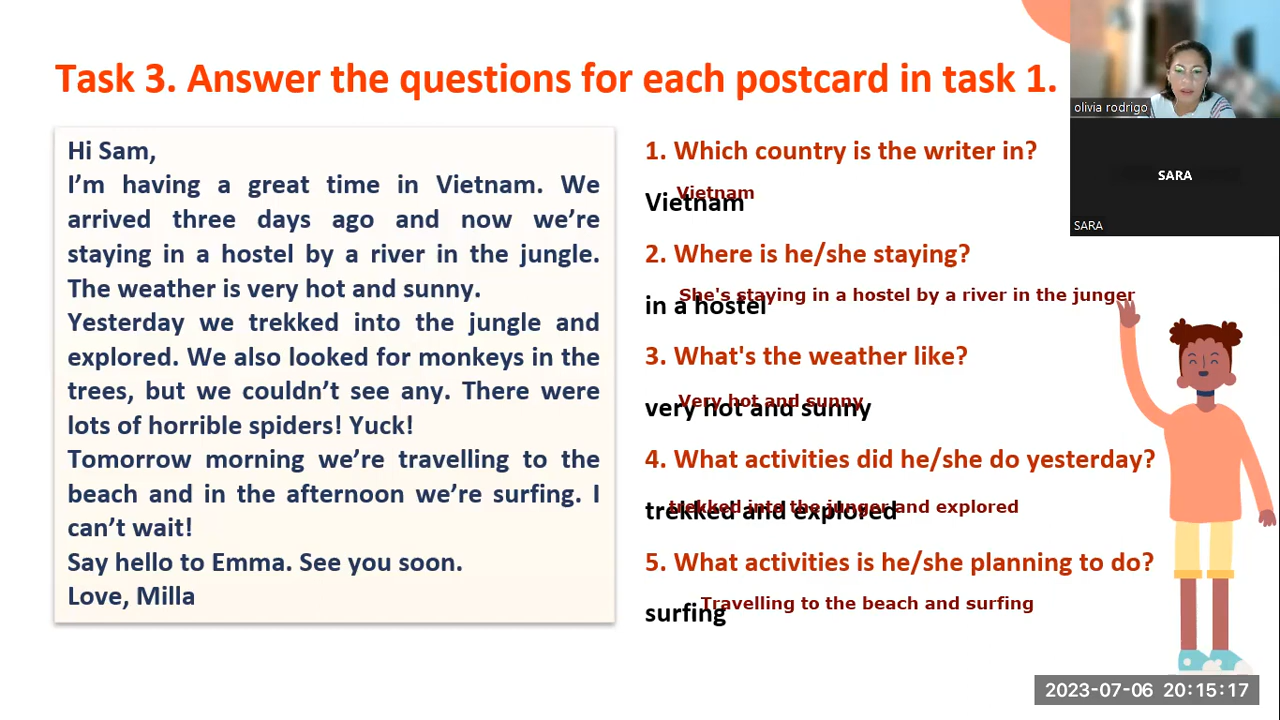 Task 3. Answer the questions for each postcard in task 1.
Hi Sam,
I'm having a great time in Vietnam. We
arrived three days ago and now we're
staying in a hostel by a river in the jungle.
The weather is very hot and sunny.
Yesterday we trekked into the jungle and
explored. We also looked for monkeys in the
trees, but we couldn't see any. There were
lots of horrible spiders! Yuck!
Tomorrow morning we're travelling to the
beach and in the afternoon we're surfing. I
can't wait!
Say hello to Emma. See you soon.
Love, Milla
1. Which country is the writer in?
Vietnam
Vietnam
2. Where is he/she staying?
She's staying in a hostel by a river in the junger
in a hostel
3. What's the weather like?
Very hot and sunny
very hot and sunny
4. What activities did he/she do yesterday?
trekked into the junger and explored
trekked and explored
5. What activities is he/she planning to do?
Travelling to the beach and surfing
surfing
olivia rodrigo
SARA
SARA
2023-07-06 20:15:17